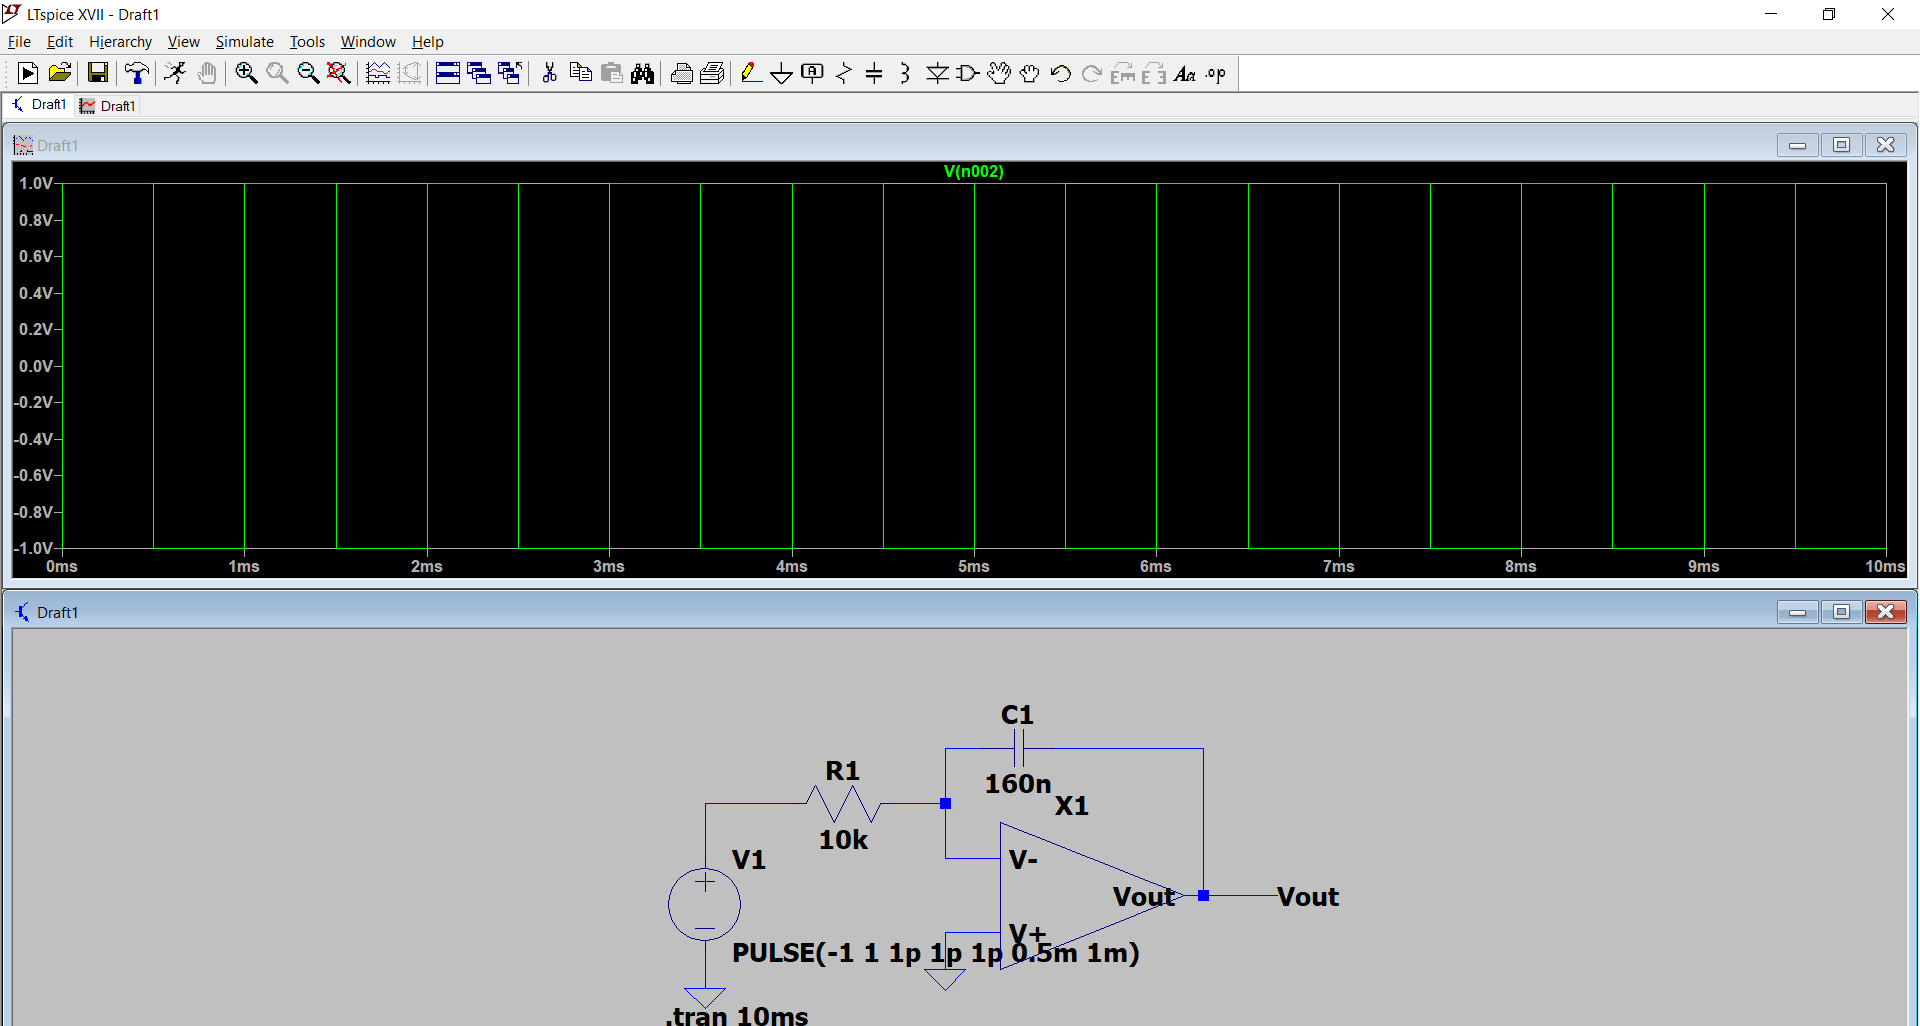 LTspice XVII - Draft1
File Edit Hierarchy View Simulate Tools Window Help
A Aa .op
Draft1 Draft1
Draft1
V(n002)
1.0V
0.8V
0.6V
0.4V
0.2V
0.0V
-0.2V
-0.4V
-0.6V
-0.8V
-1.0V
0ms 1ms 2ms 3ms 4ms 5ms 6ms 7ms 8ms 9ms 10ms
Draft1
C1
160n
R1
10k
X1
V1
V-
Vout
Vout
V+
PULSE(-1 1 1p 1p 1p 0.5m 1m)
.tran 10ms